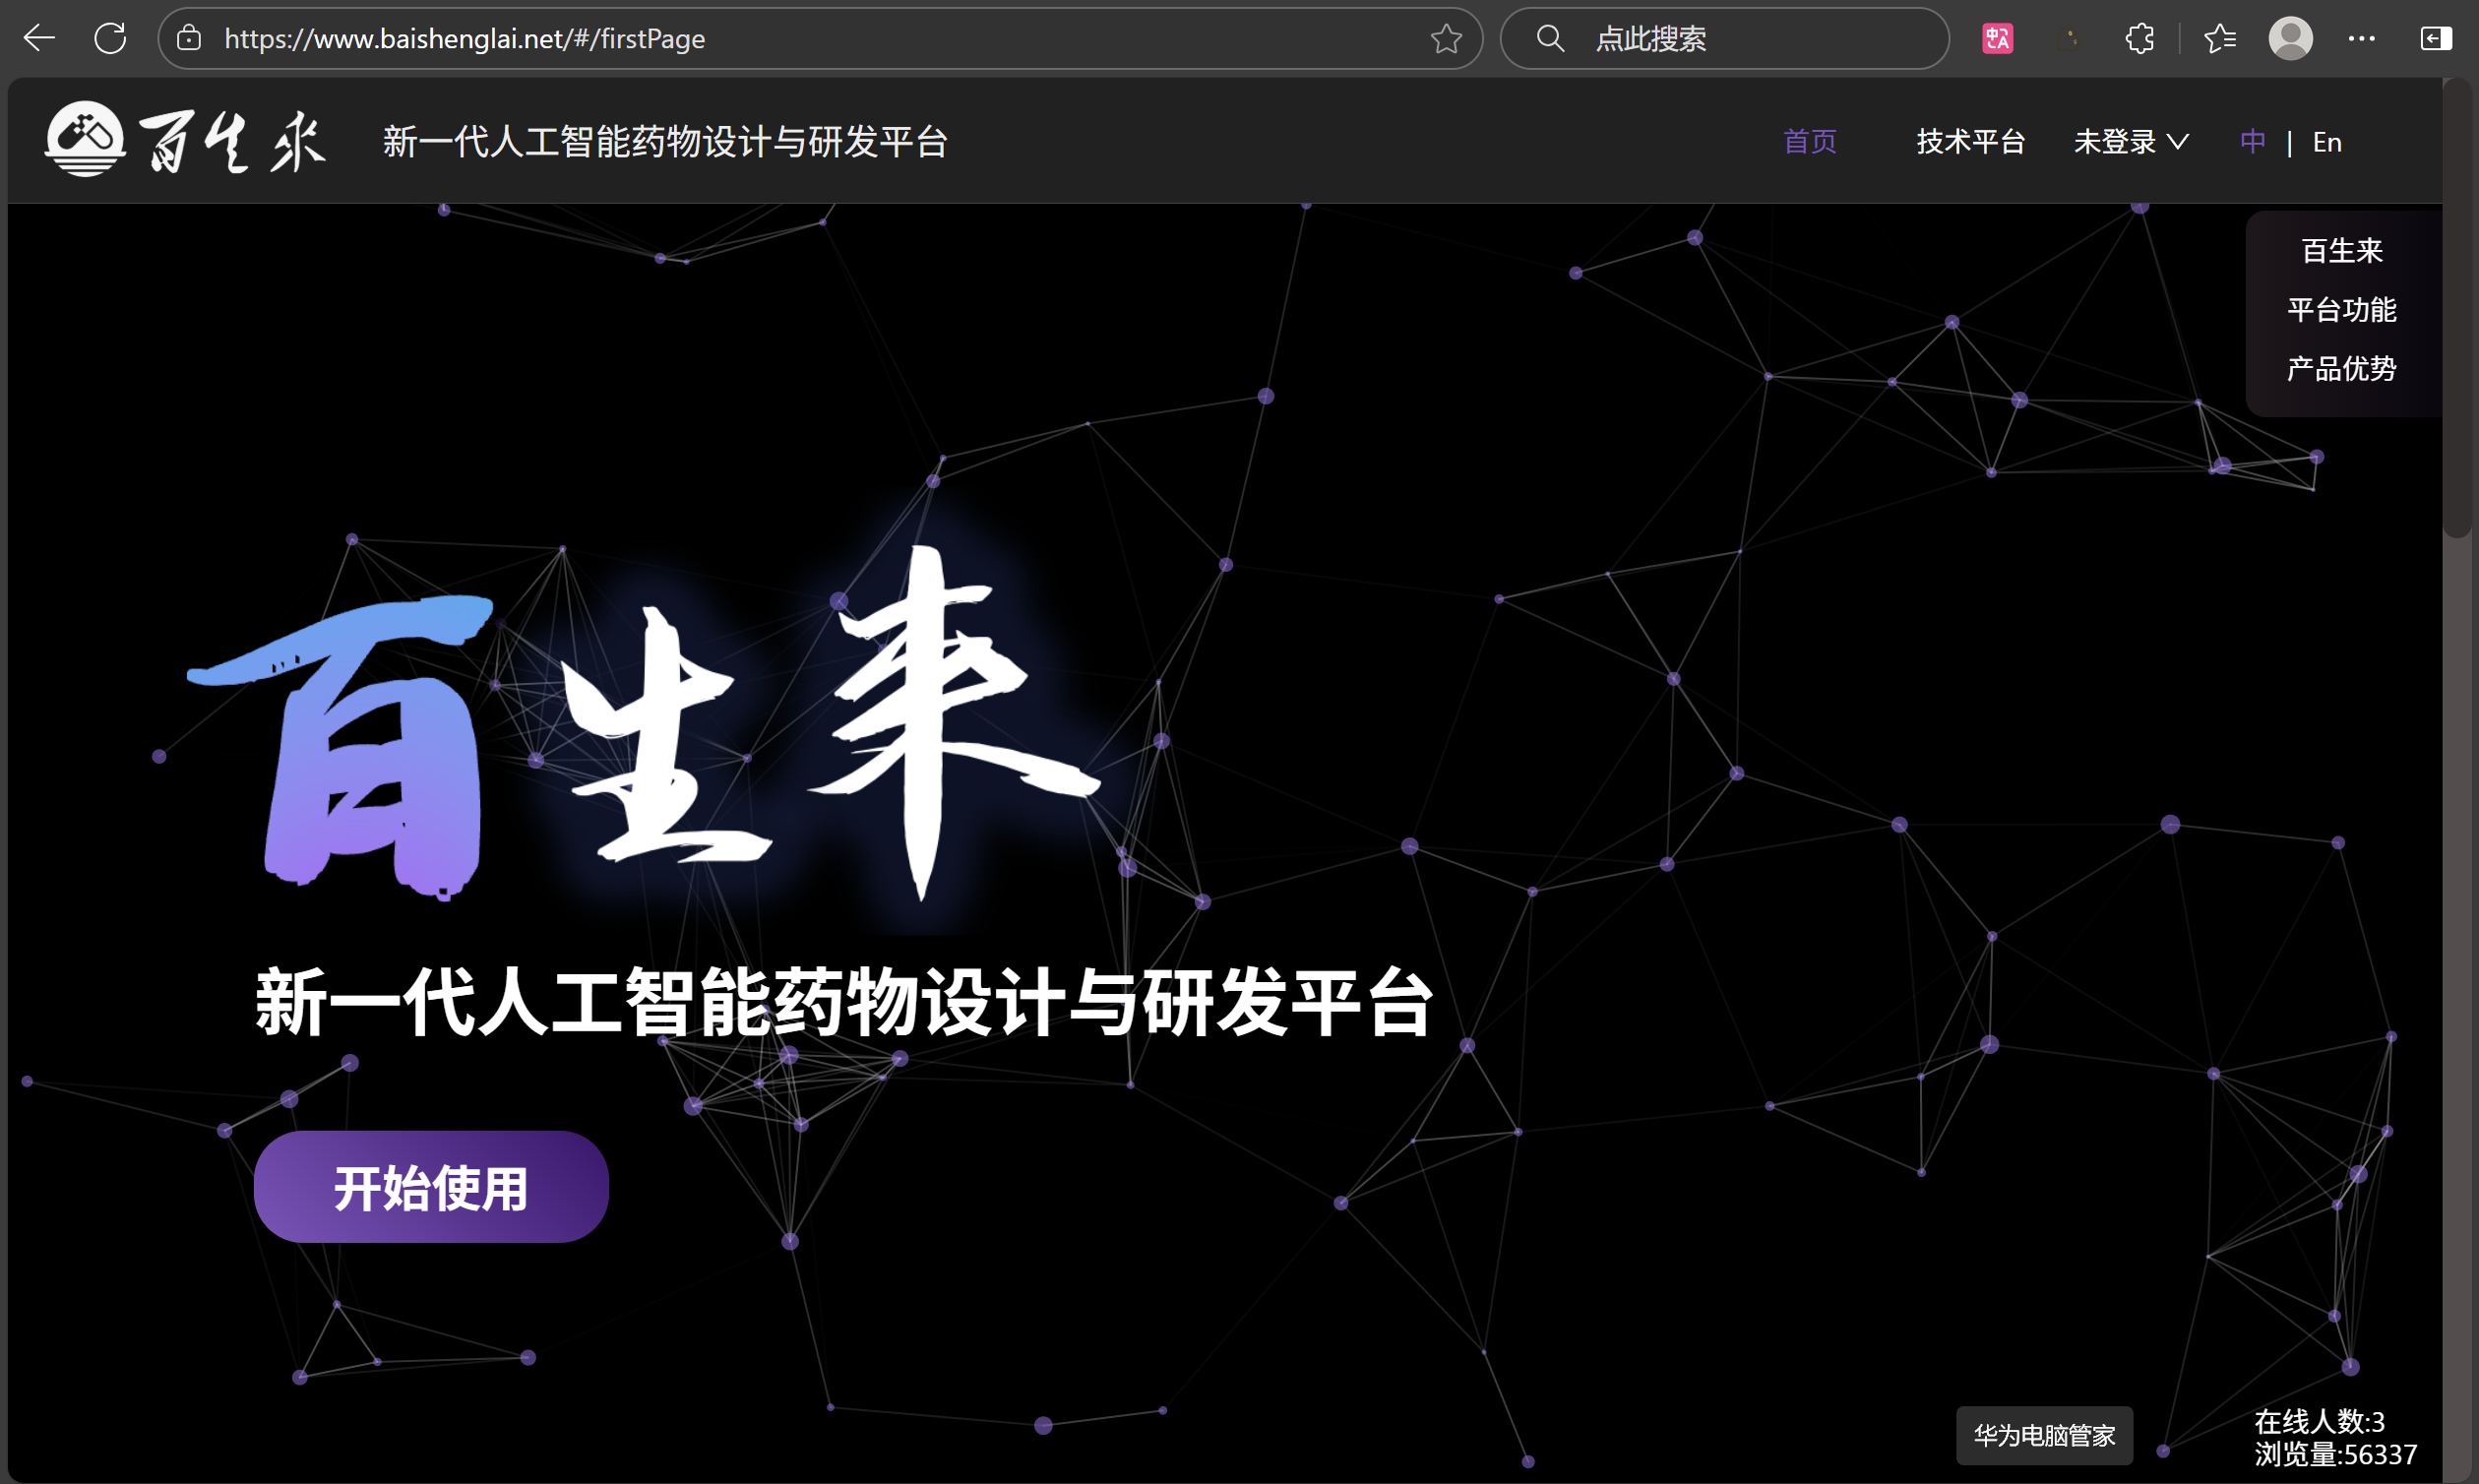 https://www.baishenglai.net/#/firstPage
点此搜索
百生来
新一代人工智能药物设计与研发平台
首页
技术平台
未登录
中 | En
百生来
平台功能
产品优势
百生来
新一代人工智能药物设计与研发平台
开始使用
华为电脑管家
在线人数:3
浏览量:56337